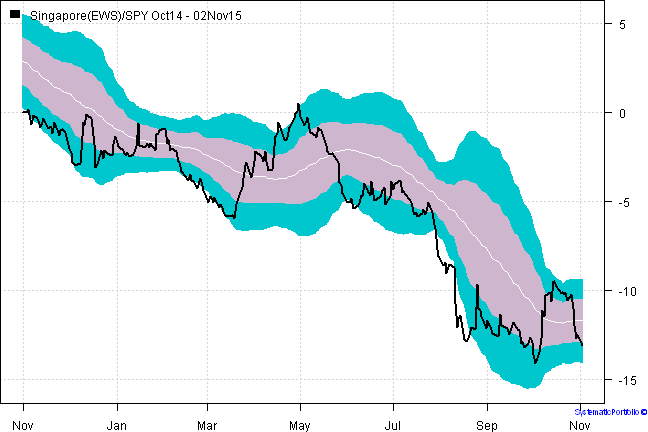 Singapore(EWS)/SPY Oct14 - 02Nov15
5
0
-5
-10
-15
SystematicPortfolio ©
Nov Jan Mar May Jul Sep Nov